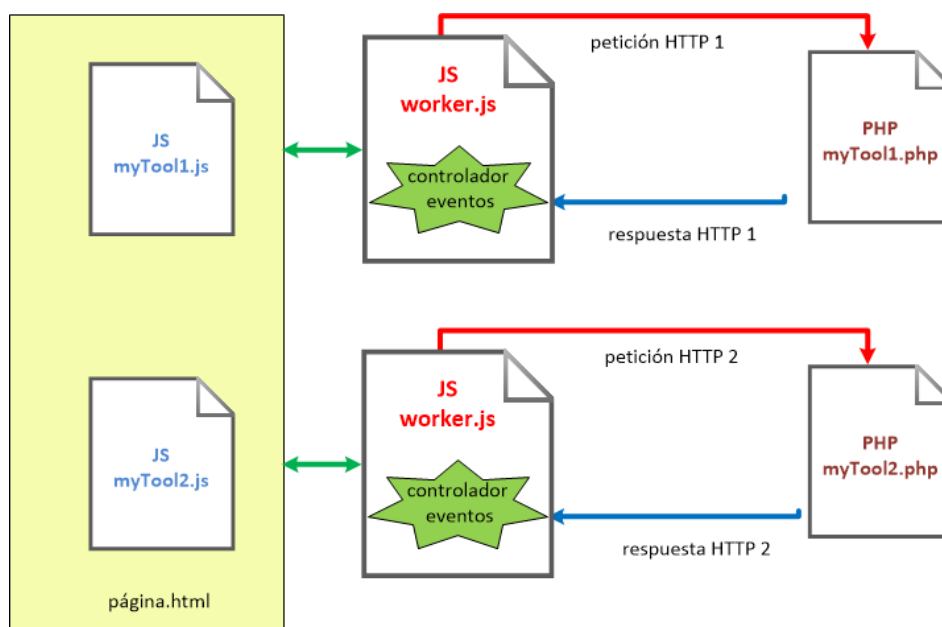 petición HTTP 1
JS
myTool1.js
JS
worker.js
controlador
eventos
PHP
myTool1.php
respuesta HTTP 1
petición HTTP 2
JS
myTool2.js
JS
worker.js
controlador
eventos
PHP
myTool2.php
respuesta HTTP 2
página.html